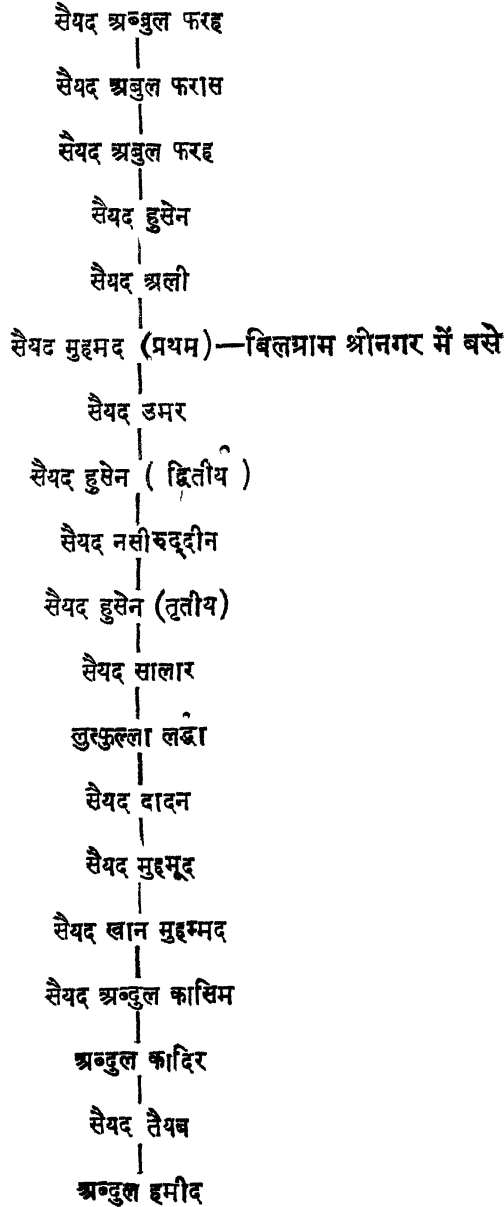 सैयद अब्बुल फरह
सैयद अबुल फरास
सैयद अबुल फरह
सैयद हुसेन
सैयद अली
सैयद मुहमद (प्रथम)—बिलग्राम श्रीनगर में बसे
सैयद उमर
सैयद हुसेन ( द्वितीय )
सैयद नसीरुद्दीन
सैयद हुसेन (तृतीय)
सैयद सालार
लुत्फुल्ला लद्धा
सैयद दादन
सैयद मुहमूद
सैयद खान मुहम्मद
सैयद अब्दुल कासिम
अब्दुल कादिर
सैयद तैयब
अब्दुल हमीद